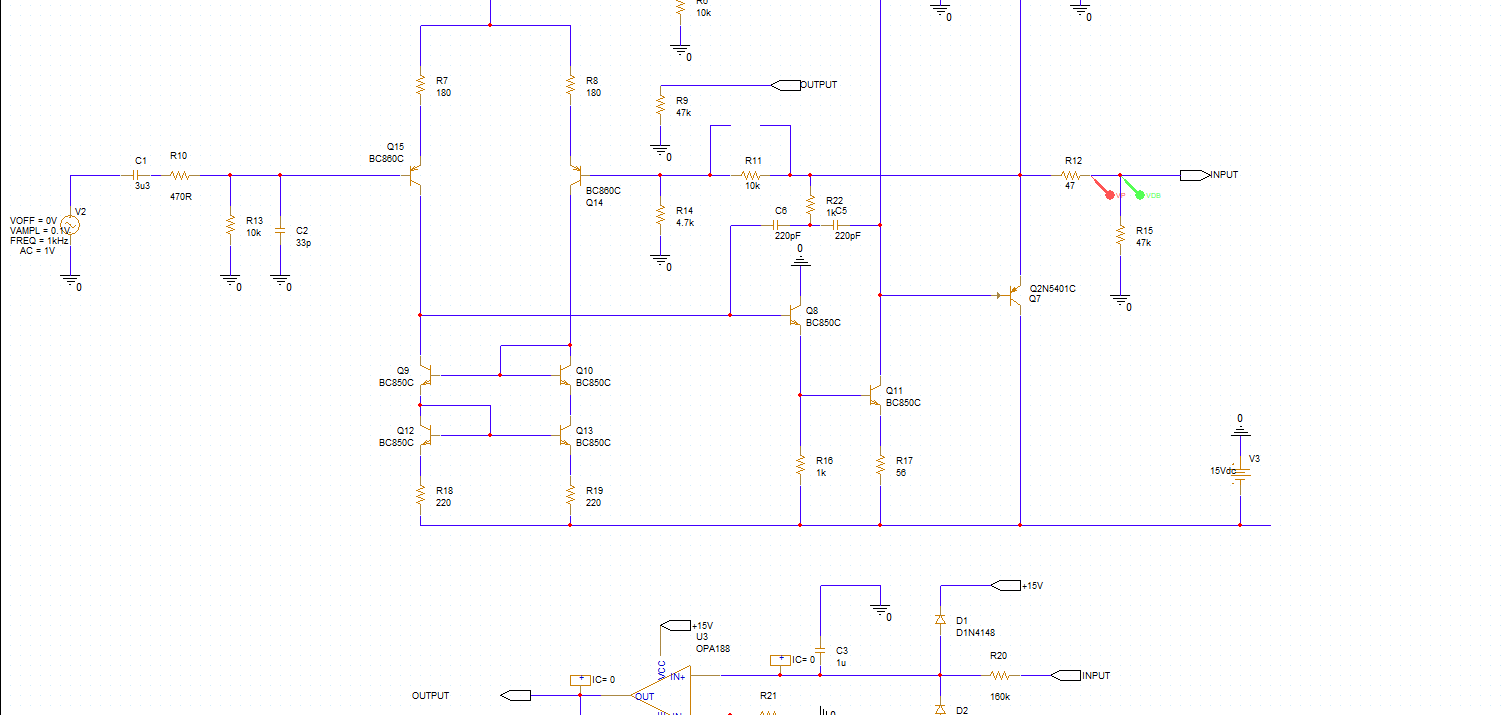 R6
10k
0
0
0
R7
180
R8
180
OUTPUT
R9
47k
0
Q15
BC860C
C1
3u3
R10
470R
BC860C
Q14
R11
10k
R12
47
INPUT
VP
VDB
V2
VOFF = 0V
VAMPL = 0.1V
FREQ = 1kHz
AC = 1V
0
R13
10k
0
C2
33p
0
R14
4.7k
0
R22
1k
C6
220pF
C5
220pF
0
R15
47k
0
Q8
BC850C
Q2N5401C
Q7
Q9
BC850C
Q10
BC850C
Q11
BC850C
Q12
BC850C
Q13
BC850C
R16
1k
R17
56
R18
220
R19
220
0
V3
15Vdc
+15V
0
D1
D1N4148
+15V
U3
OPA188
VCC
IN+
OUT
IC= 0
C3
1u
IC= 0
R20
160k
INPUT
OUTPUT
R21
D2